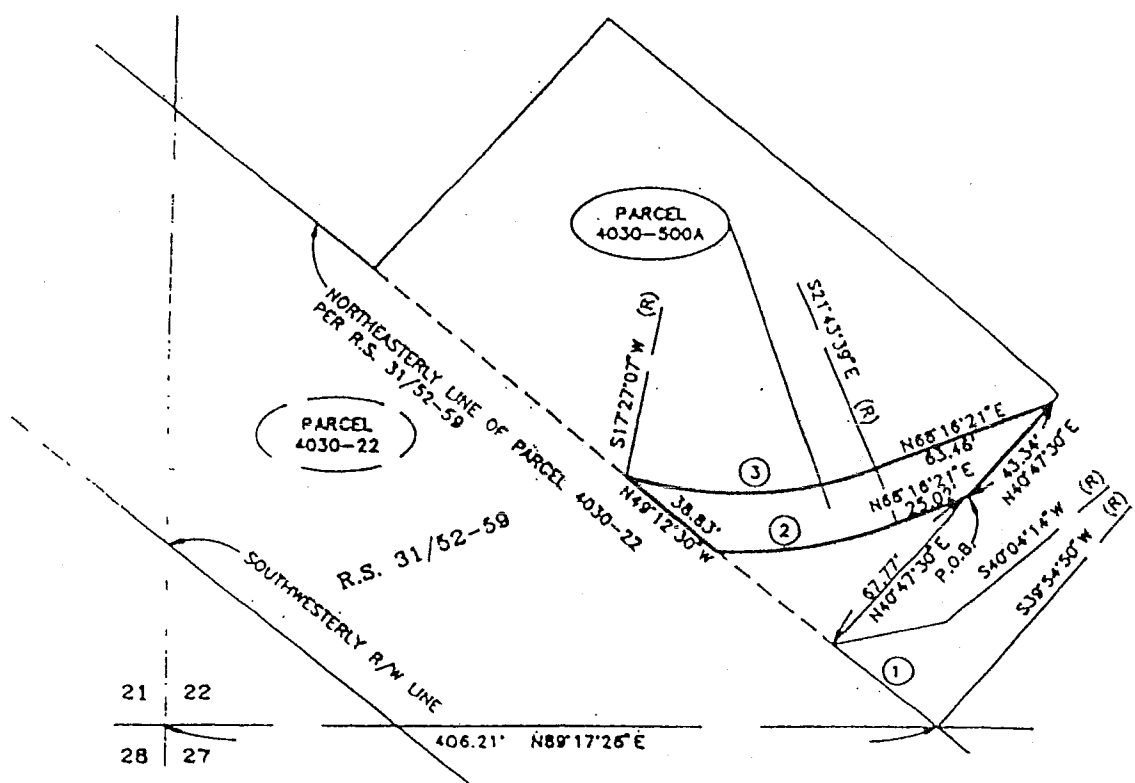 PARCEL
4030-500A
S17°27'07"W (R)
S21°43'39"E (R)
NORTHEASTERLY LINE OF PARCEL 4030-22
PER R.S. 31/52-59
PARCEL
4030-22
N68°16'21"E
63.46'
3
38.83'
N49°12'30"W
N68°16'21"E
25.02'
2
43.34'
N40°47'30"E
67.77'
N40°47'30"E
P.O.B.
S40°04'14"W (R)
S39°54'50"W (R)
R.S. 31/52-59
SOUTHWESTERLY R/W LINE
1
21 22
28 27
406.21' N89°17'26"E